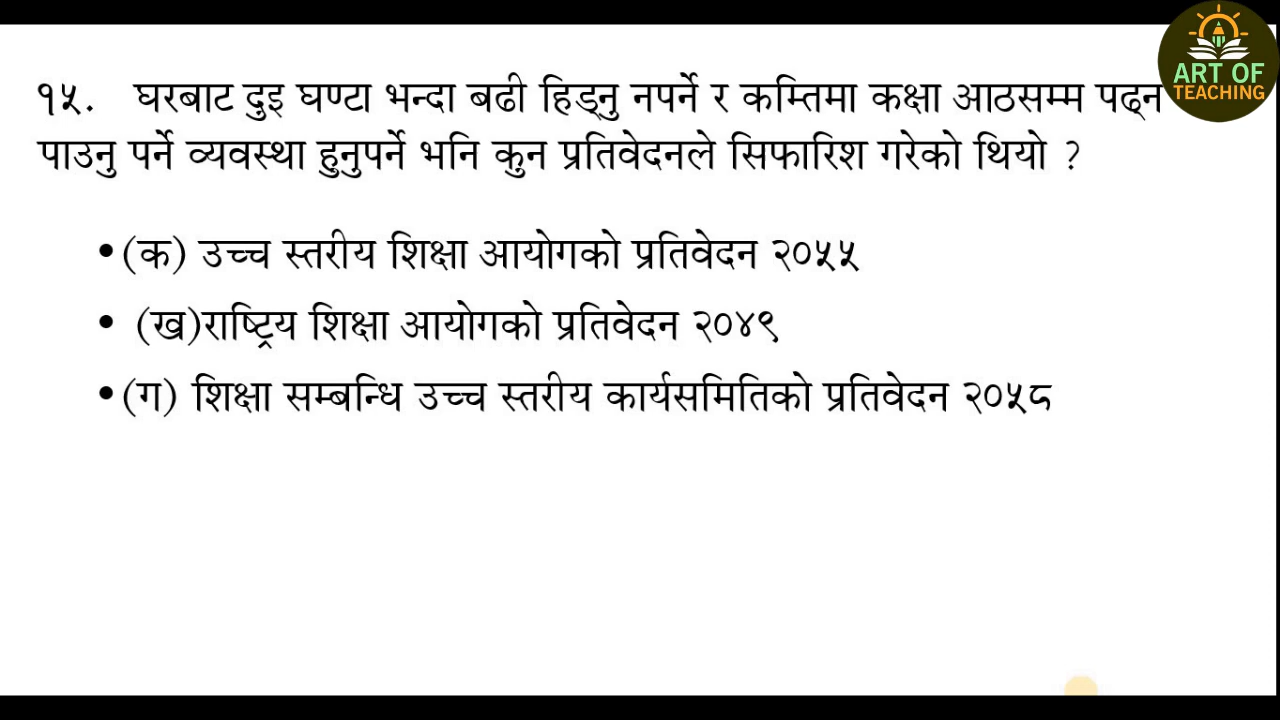 ART OF
TEACHING
१५. घरबाट दुइ घण्टा भन्दा बढी हिड्नु नपर्ने र कम्तिमा कक्षा आठसम्म पढ्न
पाउनु पर्ने व्यवस्था हुनुपर्ने भनि कुन प्रतिवेदनले सिफारिश गरेको थियो ?
•(क) उच्च स्तरीय शिक्षा आयोगको प्रतिवेदन २०५५
• (ख)राष्ट्रिय शिक्षा आयोगको प्रतिवेदन २०४९
•(ग) शिक्षा सम्बन्धि उच्च स्तरीय कार्यसमितिको प्रतिवेदन २०५८